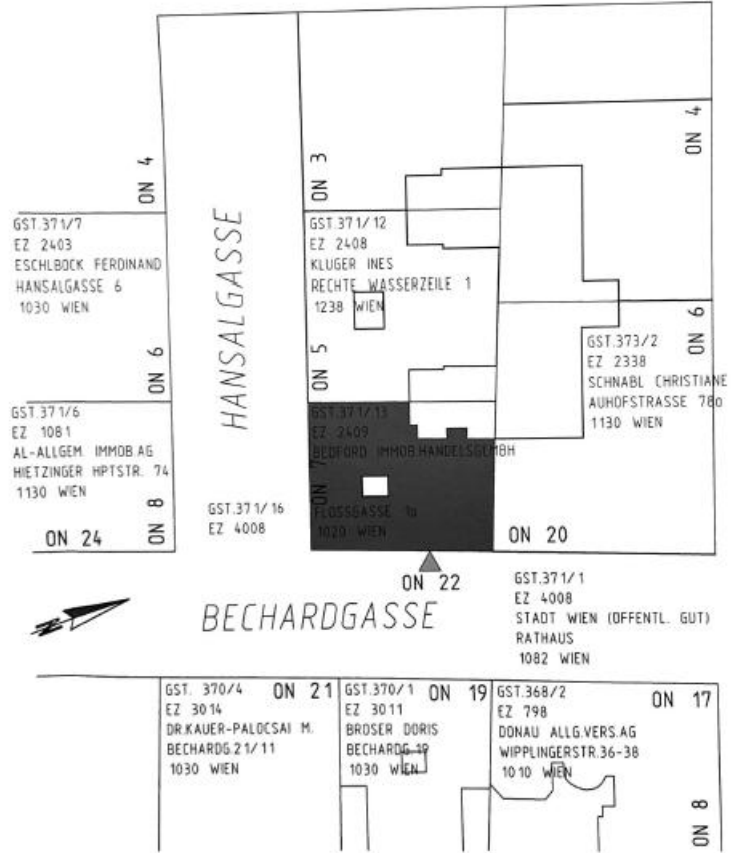 ON 4
ON 3
ON 4
GST.371/7
EZ 2403
ESCHLBOCK FERDINAND
HANSALGASSE 6
1030 WIEN
ON 6
HANSALGASSE
GST.371/12
EZ 2408
KLUGER INES
RECHTE WASSERZEILE 1
1238 WIEN
ON 5
ON 6
GST.373/2
EZ 2338
SCHNABL CHRISTIANE
AUHOFSTRASSE 78a
1130 WIEN
GST.371/6
EZ 1081
AL-ALLGEM. IMMOB.AG
HIETZINGER HPTSTR. 74
1130 WIEN
ON 8
ON 24
GST.371/16
EZ 4008
GST.371/13
EZ 2409
BEDFORD IMMOB.HANDELSGEMBH
FLOSSGASSE 1a
1020 WIEN
ON 7
ON 20
ON 22
N
BECHARDGASSE
GST.371/1
EZ 4008
STADT WIEN (ÖFFENTL. GUT)
RATHAUS
1082 WIEN
GST. 370/4
ON 21
EZ 3014
DR.KAUER-PALOCSAI M.
BECHARDG.21/11
1030 WIEN
GST.370/1
ON 19
EZ 3011
BROSER DORIS
BECHARDG.19
1030 WIEN
GST.368/2
ON 17
EZ 798
DONAU ALLG.VERS.AG
WIPPLINGERSTR.36-38
1010 WIEN
ON 8